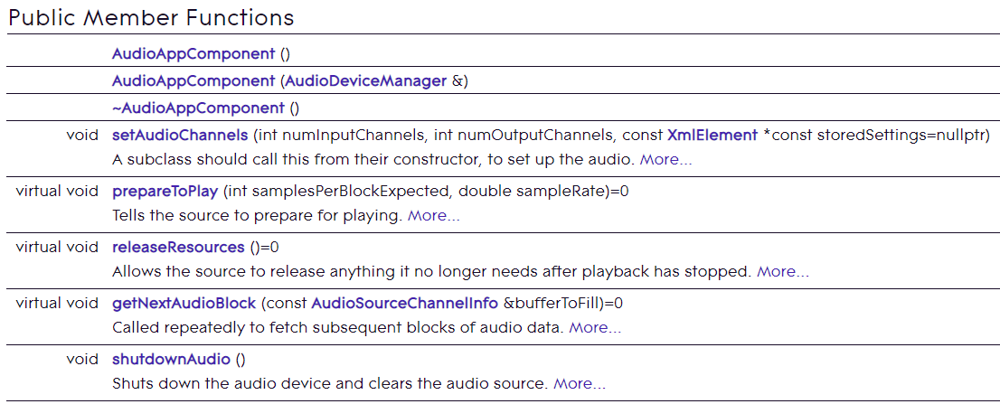 Public Member Functions
AudioAppComponent ()
AudioAppComponent (AudioDeviceManager &)
~AudioAppComponent ()
void setAudioChannels (int numInputChannels, int numOutputChannels, const XmlElement *const storedSettings=nullptr)
A subclass should call this from their constructor, to set up the audio. More...
virtual void prepareToPlay (int samplesPerBlockExpected, double sampleRate)=0
Tells the source to prepare for playing. More...
virtual void releaseResources ()=0
Allows the source to release anything it no longer needs after playback has stopped. More...
virtual void getNextAudioBlock (const AudioSourceChannelInfo &bufferToFill)=0
Called repeatedly to fetch subsequent blocks of audio data. More...
void shutdownAudio ()
Shuts down the audio device and clears the audio source. More...